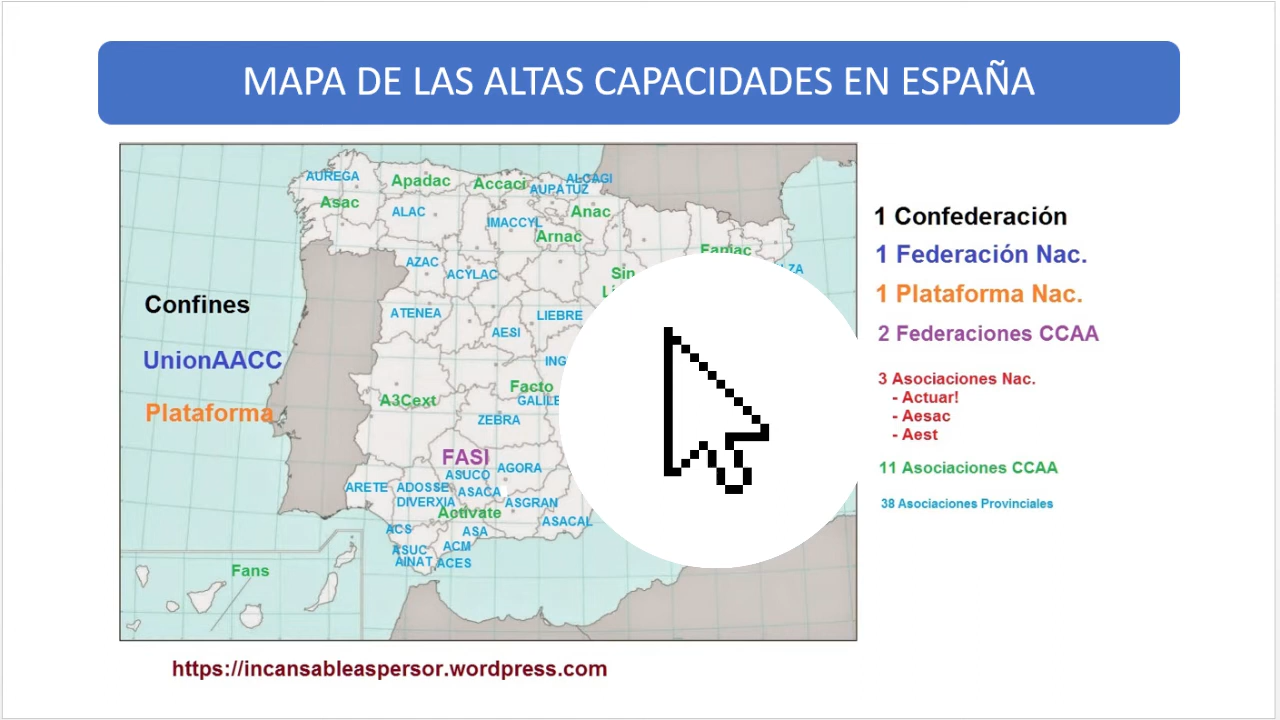 MAPA DE LAS ALTAS CAPACIDADES EN ESPAÑA
AUREGA
Apadac
Accaci
ALCAGI
AUPATUZ
Asac
ALAC
IMACCYL
Anac
Arnac
AZAC
ACYLAC
Sin
ATENEA
LIEBRE
AESI
A3Cext
Facto
ZEBRA
FASI
ASUCO
AGORA
ARETE
ADOSSE
ASACA
DIVERXIA
ASGRAN
Activate
ASACAL
ACS
ASA
ASUC
ACM
AINAT
ACES
Fans
Confines
UnionAACC
Plataforma
1 Confederación
1 Federación Nac.
1 Plataforma Nac.
2 Federaciones CCAA
3 Asociaciones Nac.
- Actuar!
- Aesac
- Aest
11 Asociaciones CCAA
38 Asociaciones Provinciales
https://incansableaspersor.wordpress.com